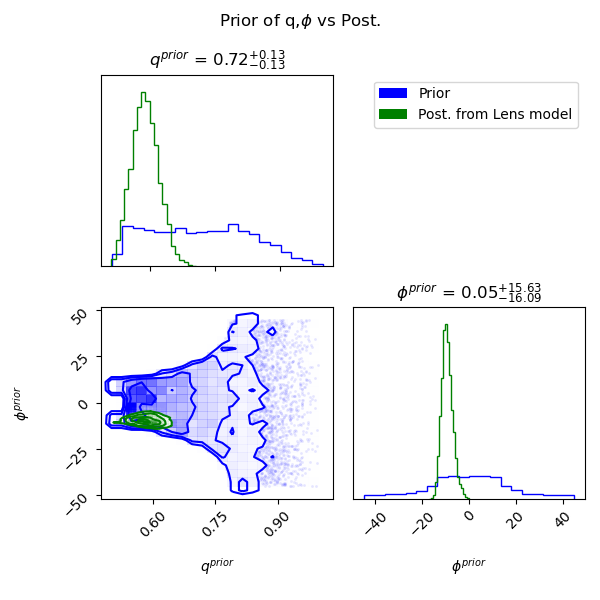 Prior of q,ϕ vs Post.
q^{prior} = 0.72^{+0.13}_{−0.13}
Prior
Post. from Lens model
ϕ^{prior} = 0.05^{+15.63}_{−16.09}
50
25
0
−25
−50
ϕ^{prior}
0.60 0.75 0.90
q^{prior}
−40 −20 0 20 40
ϕ^{prior}